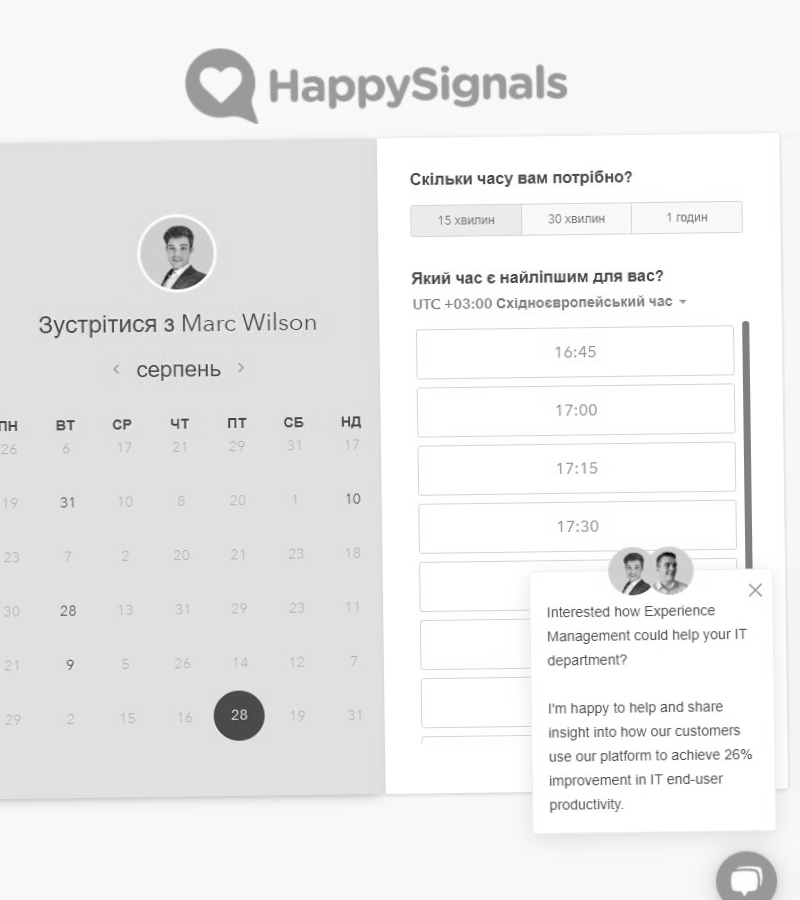 HappySignals
Зустрітися з Marc Wilson
серпень
ПН ВТ СР ЧТ ПТ СБ НД
26 6 17 21 29 31 17
19 31 10 8 20 1 10
23 7 2 20 21 23 18
30 28 13 31 29 23 11
21 9 5 26 14 12 7
29 2 15 16 28 19 31
Скільки часу вам потрібно?
15 хвилин 30 хвилин 1 годин
Який час є найліпшим для вас?
UTC +03:00 Східноєвропейський час
16:45
17:00
17:15
17:30
Interested how Experience
Management could help your IT
department?
I'm happy to help and share
insight into how our customers
use our platform to achieve 26%
improvement in IT end-user
productivity.